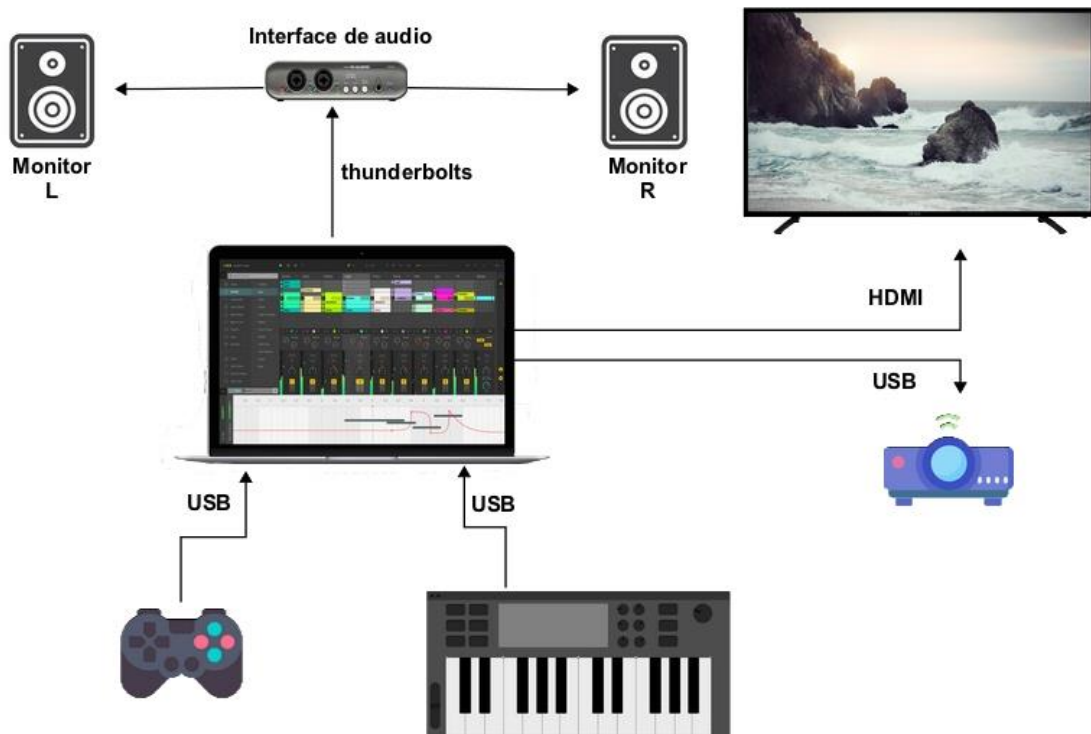 Interface de audio
Monitor
L
Monitor
R
thunderbolts
HDMI
USB
USB
USB